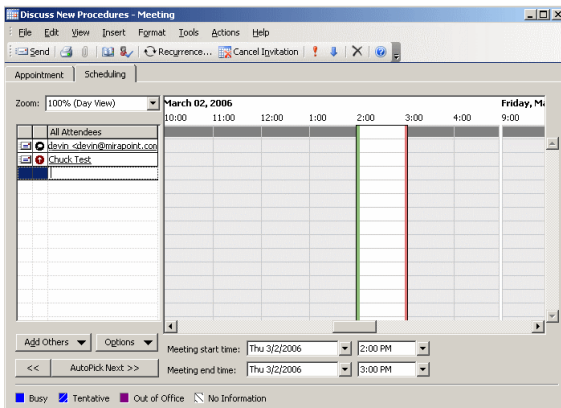 Discuss New Procedures - Meeting
File Edit View Insert Format Tools Actions Help
Send Recurrence... Cancel Invitation
Appointment Scheduling
Zoom: 100% (Day View) March 02, 2006 Friday, Ma
10:00 11:00 12:00 1:00 2:00 3:00 4:00 9:00
All Attendees
devin <devin@mirapoint.con
Chuck Test
Add Others Options
Meeting start time: Thu 3/2/2006 2:00 PM
<< AutoPick Next >> Meeting end time: Thu 3/2/2006 3:00 PM
Busy Tentative Out of Office No Information